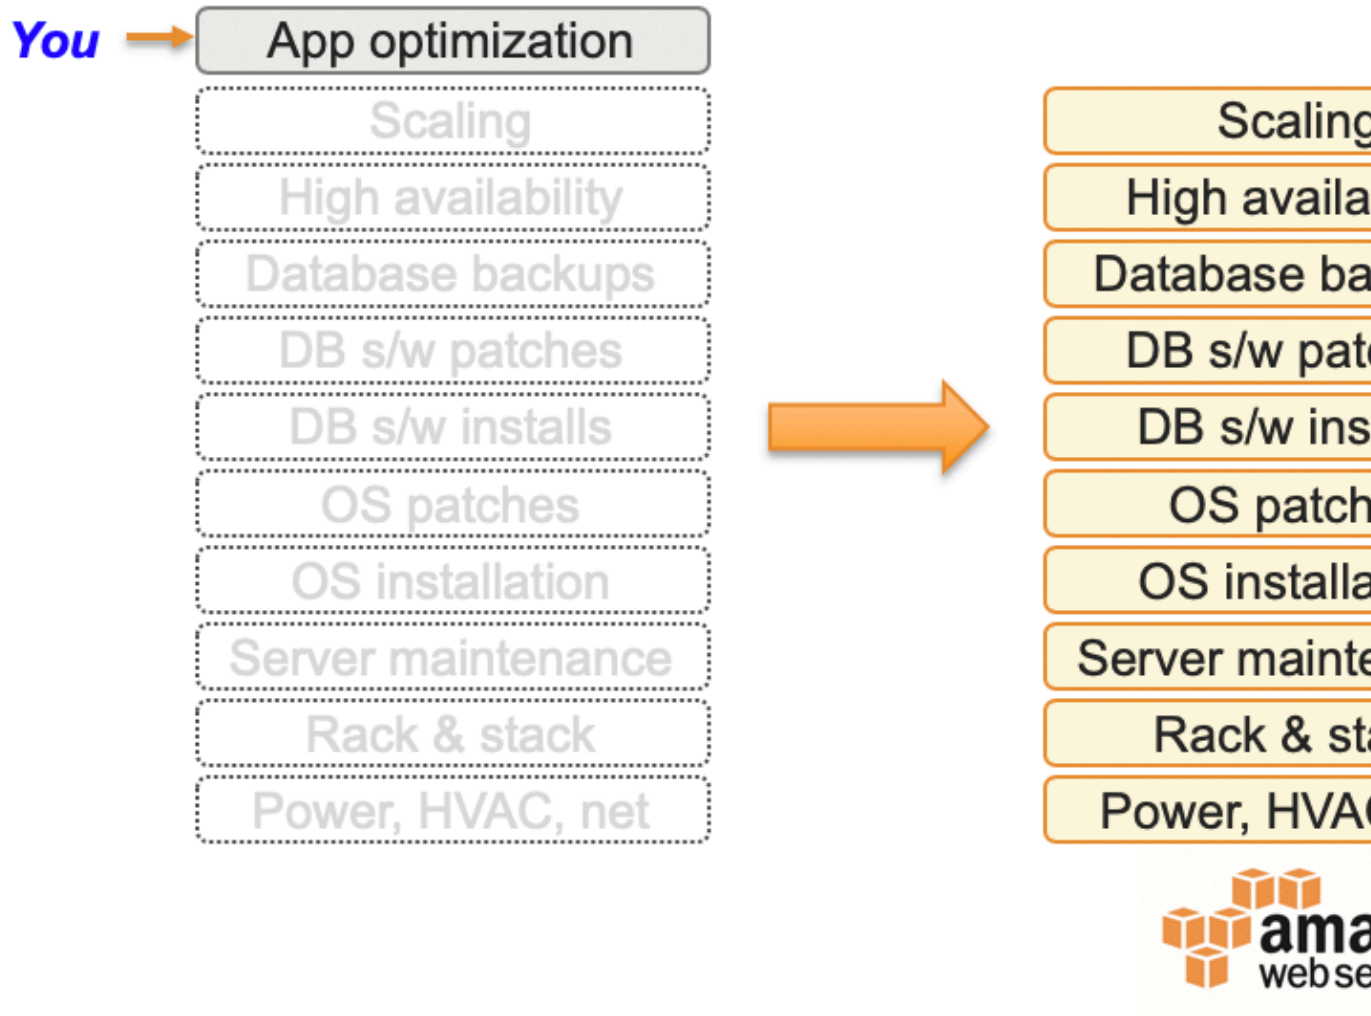 You
App optimization
Scaling
High availability
Database backups
DB s/w patches
DB s/w installs
OS patches
OS installation
Server maintenance
Rack & stack
Power, HVAC, net
Scaling
High availa
Database ba
DB s/w pat
DB s/w ins
OS patch
OS installa
Server mainte
Rack & sta
Power, HVAC
ama
web se